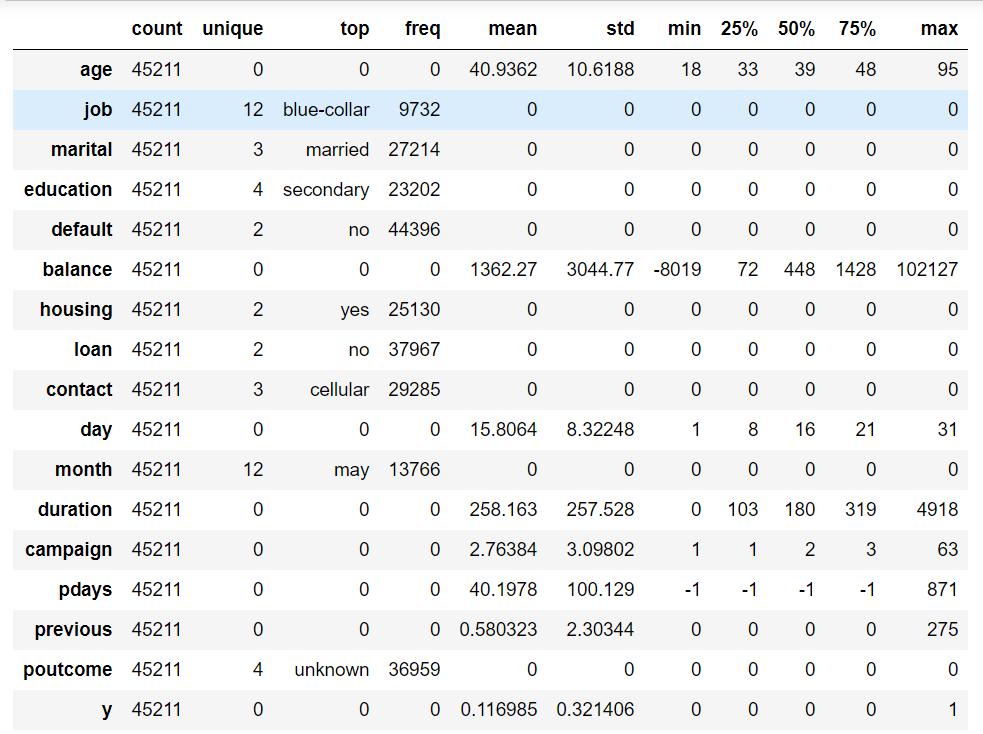 count unique top freq mean std min 25% 50% 75% max
age 45211 0 0 0 40.9362 10.6188 18 33 39 48 95
job 45211 12 blue-collar 9732 0 0 0 0 0 0 0
marital 45211 3 married 27214 0 0 0 0 0 0 0
education 45211 4 secondary 23202 0 0 0 0 0 0 0
default 45211 2 no 44396 0 0 0 0 0 0 0
balance 45211 0 0 0 1362.27 3044.77 -8019 72 448 1428 102127
housing 45211 2 yes 25130 0 0 0 0 0 0 0
loan 45211 2 no 37967 0 0 0 0 0 0 0
contact 45211 3 cellular 29285 0 0 0 0 0 0 0
day 45211 0 0 0 15.8064 8.32248 1 8 16 21 31
month 45211 12 may 13766 0 0 0 0 0 0 0
duration 45211 0 0 0 258.163 257.528 0 103 180 319 4918
campaign 45211 0 0 0 2.76384 3.09802 1 1 2 3 63
pdays 45211 0 0 0 40.1978 100.129 -1 -1 -1 -1 871
previous 45211 0 0 0 0.580323 2.30344 0 0 0 0 275
poutcome 45211 4 unknown 36959 0 0 0 0 0 0 0
y 45211 0 0 0 0.116985 0.321406 0 0 0 0 1